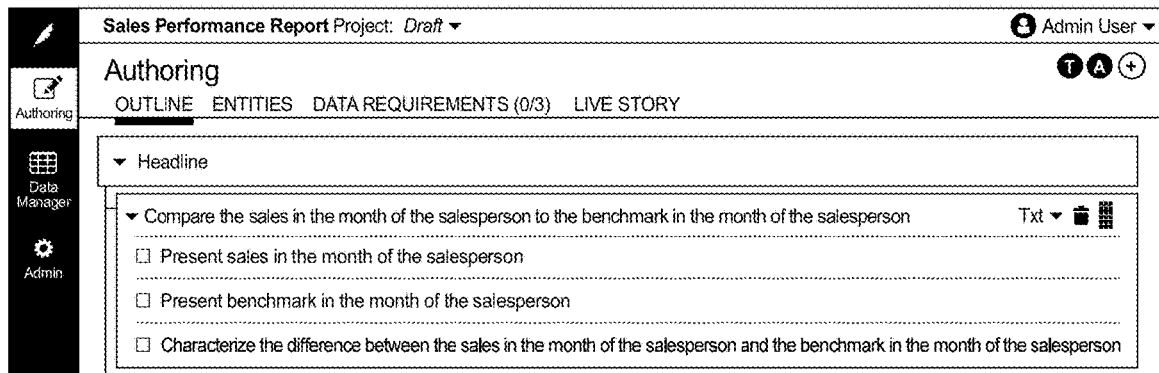 Sales Performance Report Project: Draft
Admin User
Authoring
T A +
OUTLINE ENTITIES DATA REQUIREMENTS (0/3) LIVE STORY
Authoring
Data
Manager
Admin
Headline
Compare the sales in the month of the salesperson to the benchmark in the month of the salesperson Txt
Present sales in the month of the salesperson
Present benchmark in the month of the salesperson
Characterize the difference between the sales in the month of the salesperson and the benchmark in the month of the salesperson